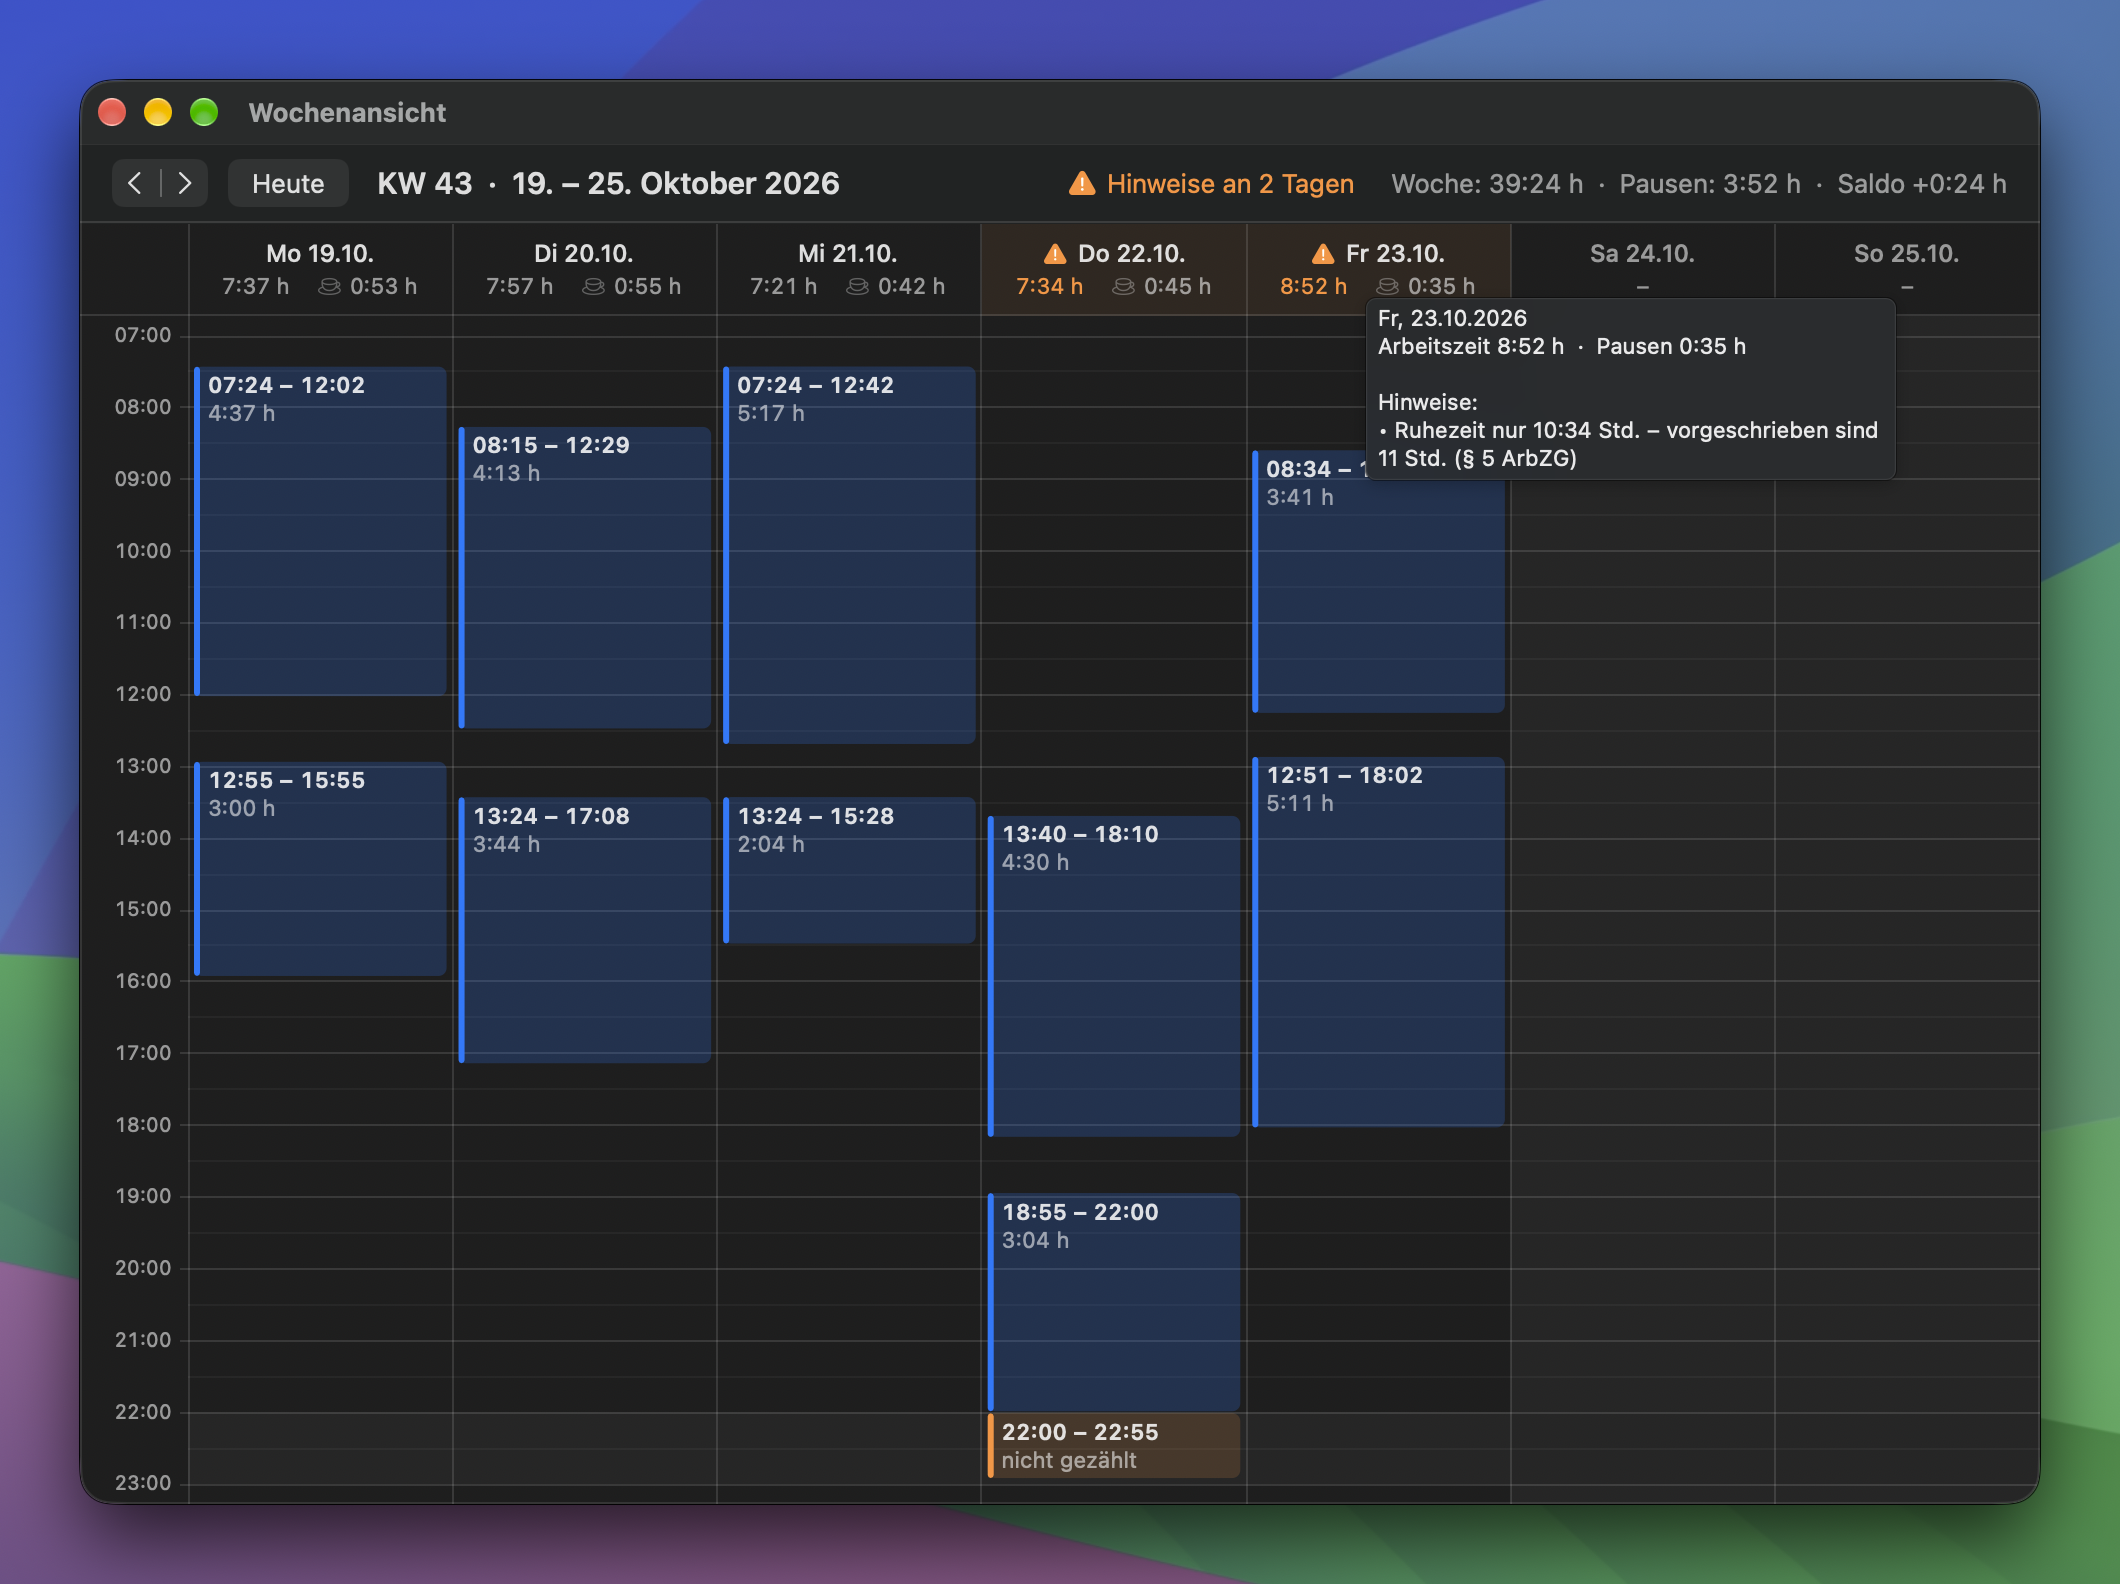 Wochenansicht
Heute
KW 43 · 19. – 25. Oktober 2026
Hinweise an 2 Tagen
Woche: 39:24 h · Pausen: 3:52 h · Saldo +0:24 h
Mo 19.10.
7:37 h 0:53 h
Di 20.10.
7:57 h 0:55 h
Mi 21.10.
7:21 h 0:42 h
Do 22.10.
7:34 h 0:45 h
Fr 23.10.
8:52 h 0:35 h
Sa 24.10.
–
So 25.10.
–
Fr, 23.10.2026
Arbeitszeit 8:52 h · Pausen 0:35 h
Hinweise:
• Ruhezeit nur 10:34 Std. – vorgeschrieben sind
11 Std. (§ 5 ArbZG)
07:00
08:00
09:00
10:00
11:00
12:00
13:00
14:00
15:00
16:00
17:00
18:00
19:00
20:00
21:00
22:00
23:00
07:24 – 12:02
4:37 h
12:55 – 15:55
3:00 h
08:15 – 12:29
4:13 h
13:24 – 17:08
3:44 h
07:24 – 12:42
5:17 h
13:24 – 15:28
2:04 h
13:40 – 18:10
4:30 h
18:55 – 22:00
3:04 h
22:00 – 22:55
nicht gezählt
08:34 –
3:41 h
12:51 – 18:02
5:11 h